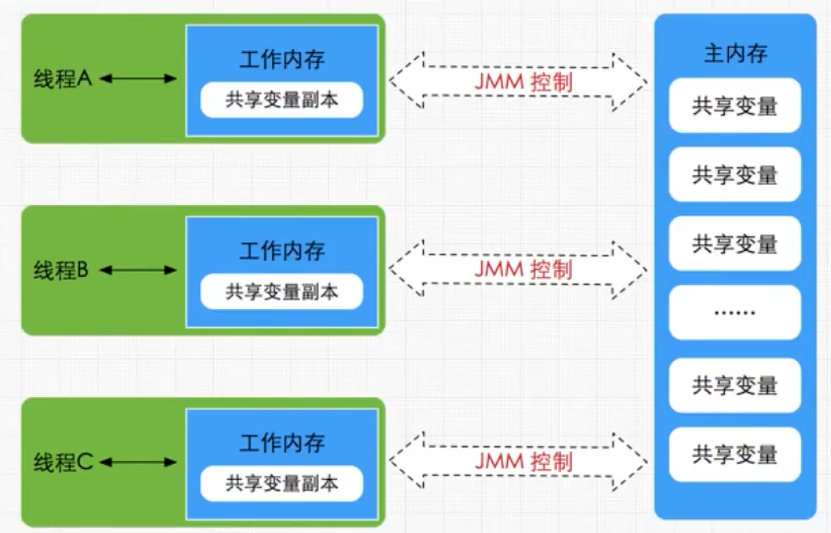 线程A
工作内存
共享变量副本
JMM 控制
线程B
工作内存
共享变量副本
JMM 控制
线程C
工作内存
共享变量副本
JMM 控制
主内存
共享变量
共享变量
共享变量
······
共享变量
共享变量